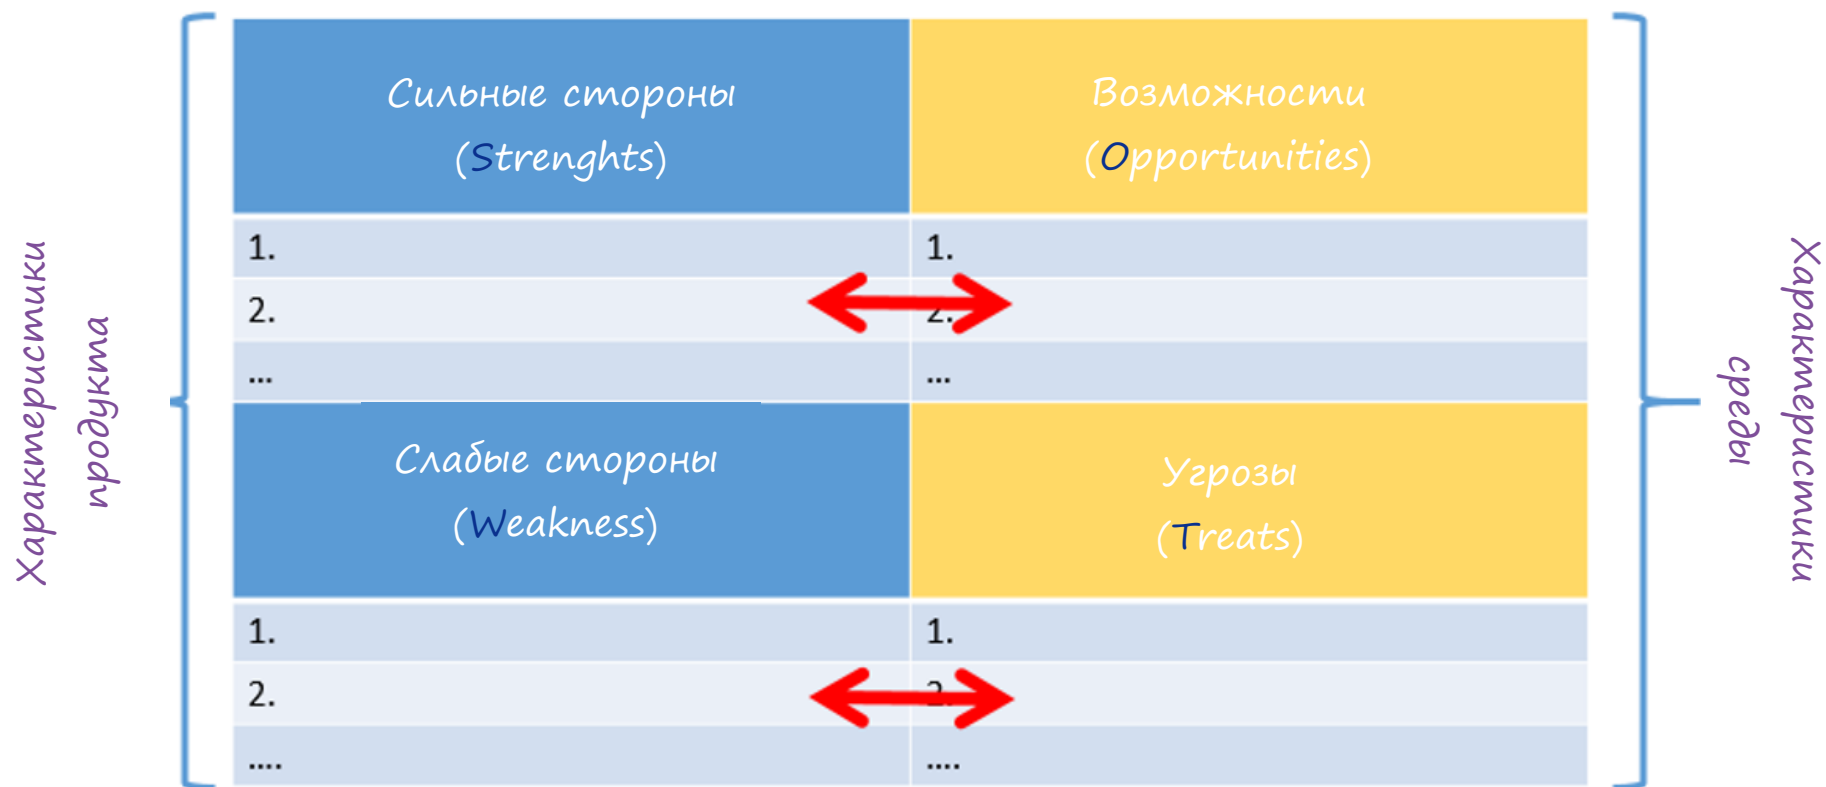 Характеристики
продукта
Сильные стороны
(Strenghts)
Возможности
(Opportunities)
1.
1.
2.
2.
...
...
Слабые стороны
(Weakness)
Угрозы
(Treats)
1.
1.
2.
2.
....
....
Характеристики
среды